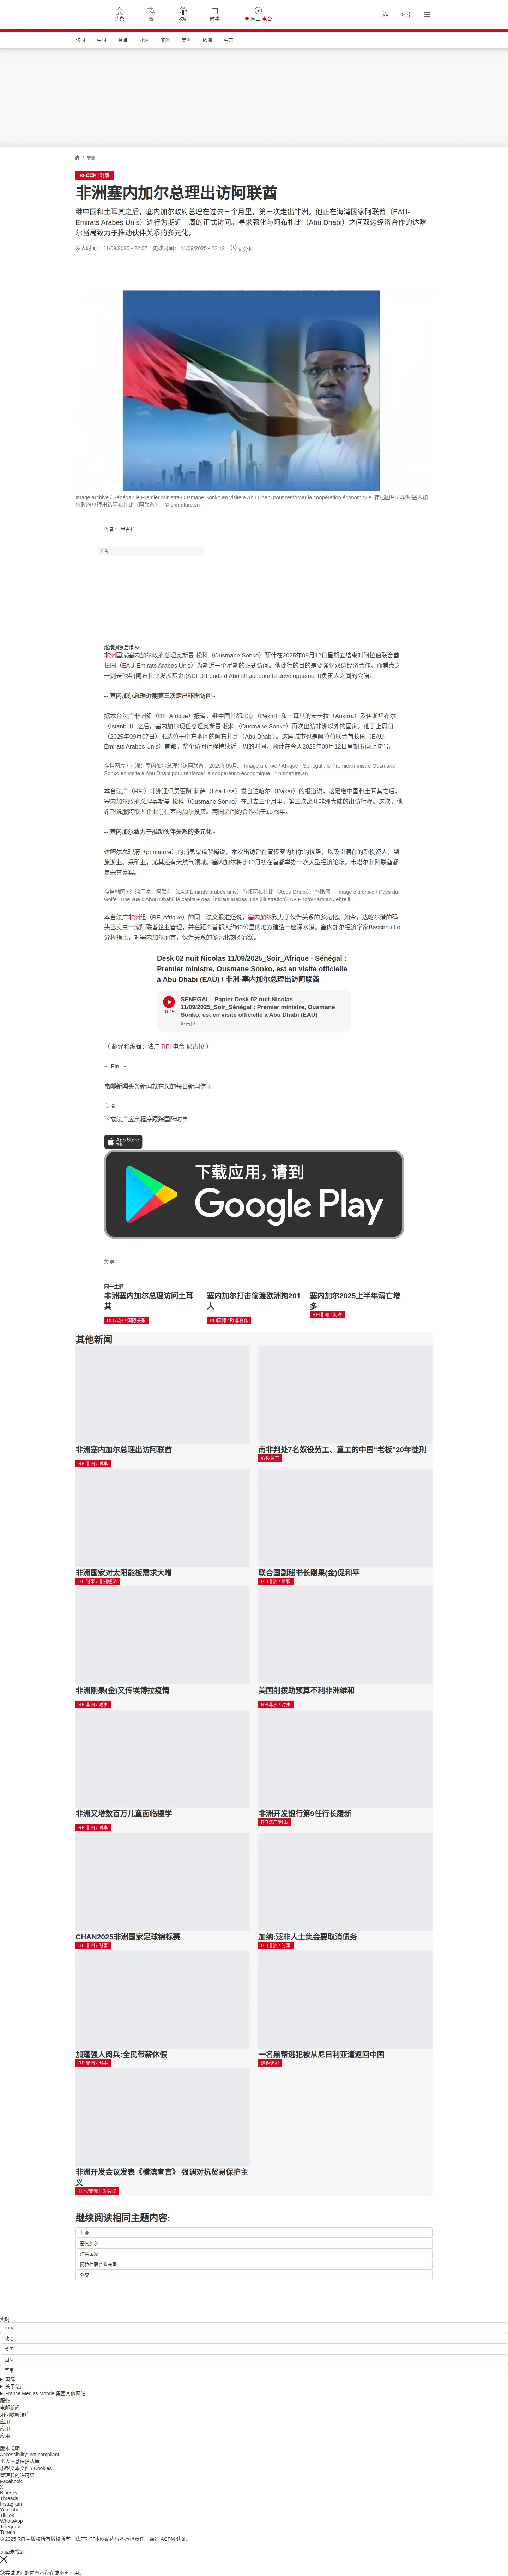 头条
繁
收听
时事
网上 电台
法国
中国
台海
亚洲
非洲
美洲
欧洲
中东
/ 非洲
RFI非洲 / 时事
非洲塞内加尔总理出访阿联酋
继中国和土耳其之后，塞内加尔政府总理在过去三个月里，第三次走出非洲。他正在海湾国家阿联酋（EAU-
Émirats Arabes Unis）进行为期近一周的正式访问。寻求强化与阿布扎比（Abu Dhabi）之间双边经济合作的达喀
尔当局致力于推动伙伴关系的多元化。
发表时间： 11/09/2025 - 22:07 更改时间： 11/09/2025 - 22:12 9 分钟
Image archive / Sénégal: le Premier ministre Ousmane Sonko en visite à Abu Dhabi pour renforcer la coopération économique. 存档图片 / 非洲·塞内加
尔政府总理出访阿布扎比（阿联酋）。 © primature.sn
作者： 尼古拉
广告
继续浏览后续
非洲国家塞内加尔政府总理奥斯曼·松科（Ousmane Sonko）预计在2025年09月12日星期五结束对阿拉伯联合酋
长国（EAU-Émirats Arabes Unis）为期近一个星期的正式访问。他此行的目的是要强化双边经济合作。而看点之
一则是他与[阿布扎比发展基金](ADFD-Fonds d’Abu Dhabi pour le développement)负责人之间的会晤。
-- 塞内加尔总理近期第三次走出非洲访问 -
据本台法广非洲组（RFI Afrique）报道，继中国首都北京（Pékin）和土耳其的安卡拉（Ankara）及伊斯坦布尔
（Istanbul）之后，塞内加尔现任总理奥斯曼·松科（Ousmane Sonko）再次出访非洲以外的国家。他于上周日
（2025年09月07日）抵达位于中东地区的阿布扎比（Abu Dhabi）。这座城市也是阿拉伯联合酋长国（EAU-
Émirats Arabes Unis）首都。整个访问行程持续近一周的时间，预计在今天2025年09月12日星期五画上句号。
存档图片 / 非洲：塞内加尔总理出访阿联酋，2025年09月。 Image archive / Afrique - Sénégal : le Premier ministre Ousmane
Sonko en visite à Abu Dhabi pour renforcer la coopération économique. © primature.sn
本台法广（RFI）非洲通讯员蕾阿-莉萨（Léa-Lisa）发自达喀尔（Dakar）的报道说，这是继中国和土耳其之后，
塞内加尔政府总理奥斯曼·松科（Ousmane Sonko）在过去三个月里，第三次离开非洲大陆的出访行程。这次，他
希望说服阿联酋企业前往塞内加尔投资。两国之间的合作始于1973年。
-- 塞内加尔致力于推动伙伴关系的多元化 -
达喀尔总理府（primature）的消息渠道解释说，本次出访旨在宣传塞内加尔的优势，以吸引潜在的新投资人，到
旅游业、采矿业，尤其还有天然气领域。塞内加尔将于10月初在首都举办一次大型经济论坛。卡塔尔和阿联酋都
是荣誉嘉宾。
存档地图 / 海湾国家：阿联酋（EAU-Émirats arabes unis）首都阿布扎比（Abou Dhabi），鸟瞰图。 Image d'archive / Pays du
Golfe : une vue d'Abou Dhabi, la capitale des Émirats arabes unis (illustration). AP Photo/Kamran Jebreili
本台法广非洲组（RFI Afrique）的同一法文报道还说，塞内加尔致力于伙伴关系的多元化。如今，达喀尔港的码
头已交由一家阿联酋企业管理，并在距离首都大约60公里的地方建造一座深水港。塞内加尔经济学家Bassirou Lo
分析指出，对塞内加尔而言，伙伴关系的多元化刻不容缓。
Desk 02 nuit Nicolas 11/09/2025_Soir_Afrique - Sénégal :
Premier ministre, Ousmane Sonko, est en visite officielle
à Abu Dhabi (EAU) / 非洲-塞内加尔总理出访阿联酋
SENEGAL _Papier Desk 02 nuit Nicolas
11/09/2025_Soir_Sénégal : Premier ministre, Ousmane
Sonko, est en visite officielle à Abu Dhabi (EAU)
01:15
尼古拉
（ 翻译和编辑：法广 RFI 电台 尼古拉 ）
~. Fin .~
电邮新闻头条新闻就在您的每日新闻信里
订阅
下载法广应用程序跟踪国际时事
App Store
下载
下载应用，请到
Google Play
分享 :
同一主题
非洲塞内加尔总理访问土耳
其
RFI非洲 / 国际关系
塞内加尔打击偷渡欧洲拘201
人
RFI国际 / 欧非合作
塞内加尔2025上半年溺亡增
多
RFI非洲 / 海洋
其他新闻
非洲塞内加尔总理出访阿联酋
RFI非洲 / 时事
南非判处7名奴役劳工、童工的中国“老板”20年徒刑
奴役劳工
非洲国家对太阳能板需求大增
RFI时事 / 非洲经济
联合国副秘书长刚果(金)促和平
RFI非洲 / 维和
非洲刚果(金)又传埃博拉疫情
RFI非洲 / 时事
美国削援助预算不利非洲维和
RFI非洲 / 时事
非洲又增数百万儿童面临辍学
RFI非洲 / 时事
非洲开发银行第9任行长履新
RFI法广/时事
CHAN2025非洲国家足球锦标赛
RFI非洲 / 时事
加纳:泛非人士集会要取消债务
RFI非洲 / 时事
加蓬强人阅兵:全民带薪休假
RFI非洲 / 时事
一名黑帮逃犯被从尼日利亚遣返回中国
遣返逃犯
非洲开发会议发表《横滨宣言》 强调对抗贸易保护主
义
日本/非洲开发会议
继续阅读相同主题内容:
非洲
塞内加尔
海湾国家
阿拉伯联合酋长国
外交
实时
中国
政治
美国
国际
军事
国际
关于法广
France Médias Monde 集团其他网站
服务
电邮新闻
如何收听法广
应用
应用
应用
版本说明
Accessibility: not compliant
个人信息保护政策
小型文本文件 / Cookies
管理我的许可证
Facebook
X
Bluesky
Threads
Instagram
YouTube
TikTok
WhatsApp
Telegram
TuneIn
© 2025 RFI – 版权所有版权所有。法广对非本网站内容不承担责任。通过 ACPM 认证。
页面未找到
您尝试访问的内容不存在或不再可用。